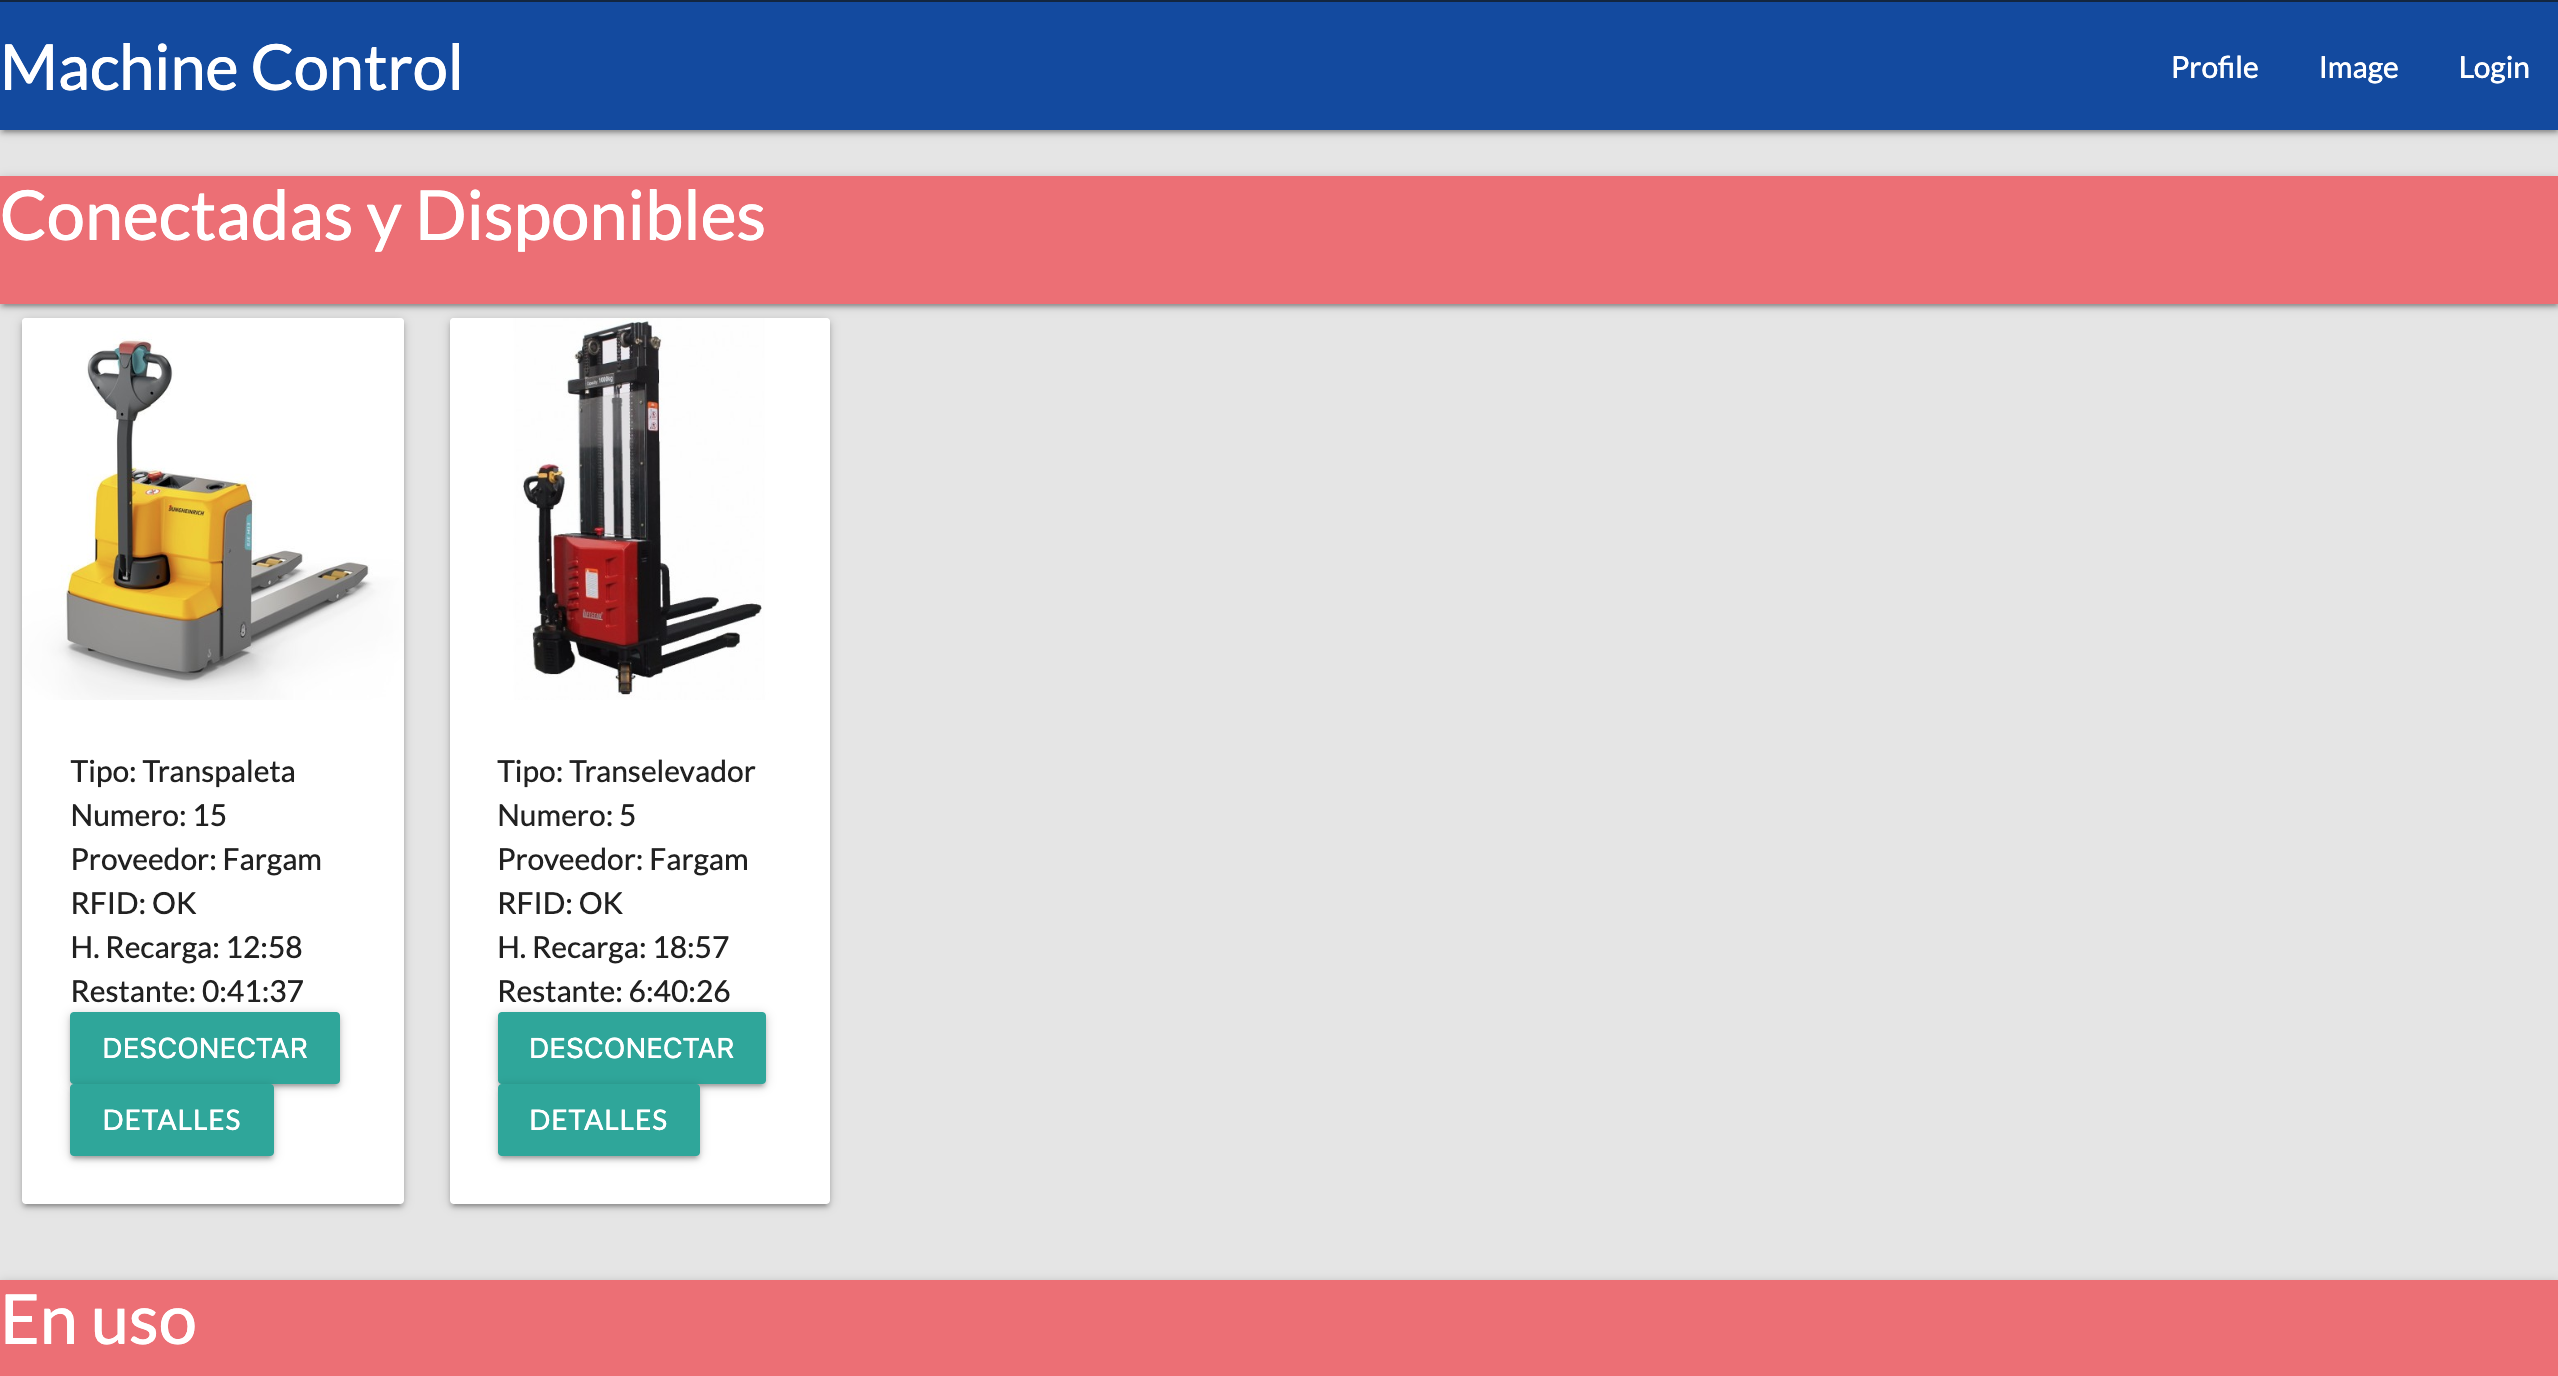 Machine Control
Profile Image Login
Conectadas y Disponibles
JUNGHEINRICH
Tipo: Transpaleta
Numero: 15
Proveedor: Fargam
RFID: OK
H. Recarga: 12:58
Restante: 0:41:37
DESCONECTAR
DETALLES
Tipo: Transelevador
Numero: 5
Proveedor: Fargam
RFID: OK
H. Recarga: 18:57
Restante: 6:40:26
DESCONECTAR
DETALLES
En uso